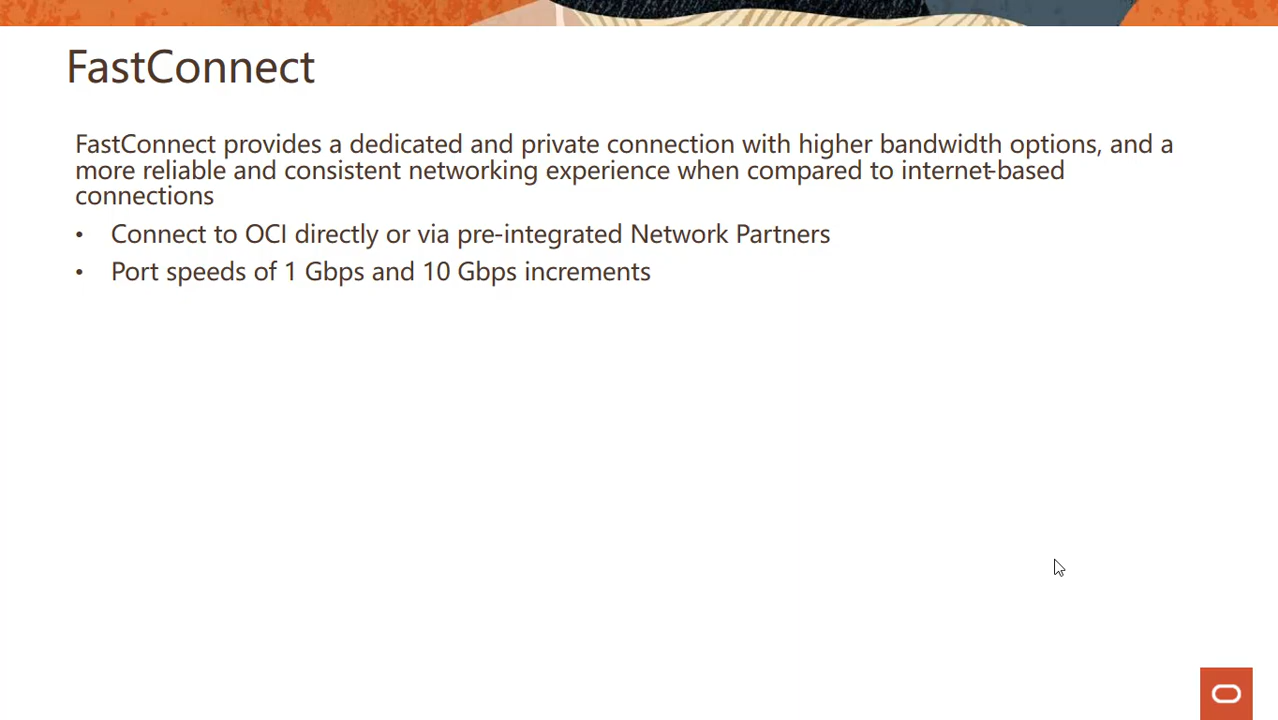 FastConnect
FastConnect provides a dedicated and private connection with higher bandwidth options, and a
more reliable and consistent networking experience when compared to internet-based
connections
• Connect to OCI directly or via pre-integrated Network Partners
• Port speeds of 1 Gbps and 10 Gbps increments